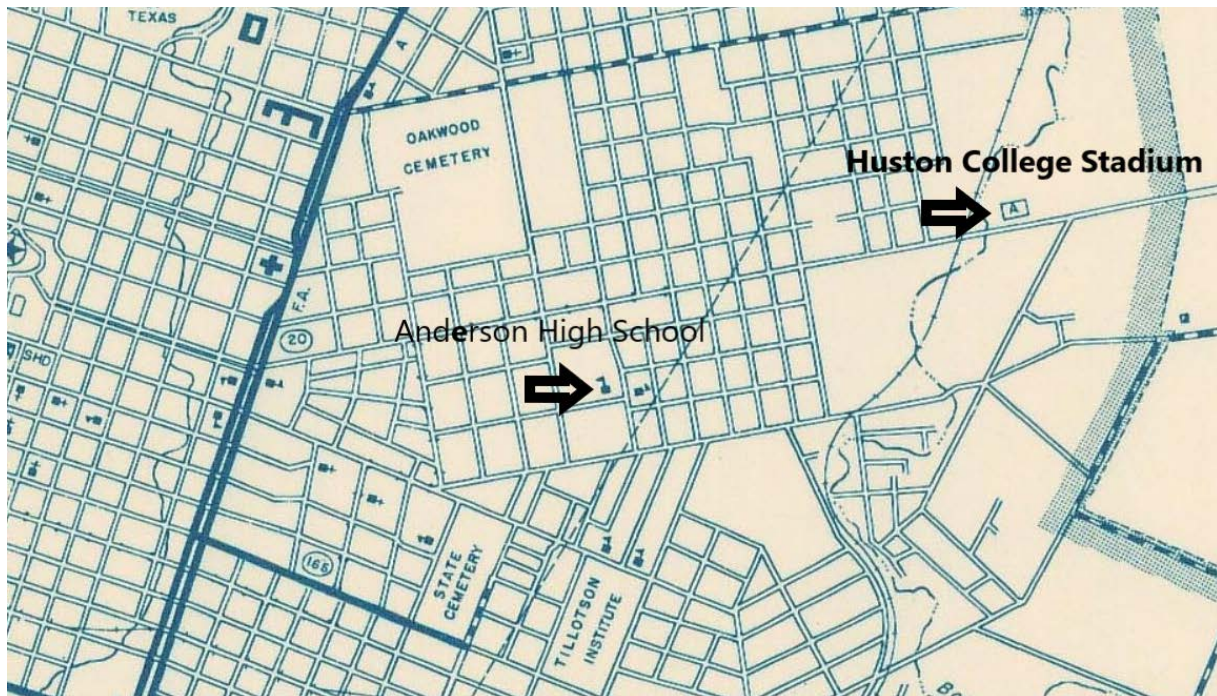 TEXAS
A
OAKWOOD
CEMETERY
Huston College Stadium
A
F.A.
20
Anderson High School
SHD
165
STATE
CEMETERY
TILLOTSON
INSTITUTE
B